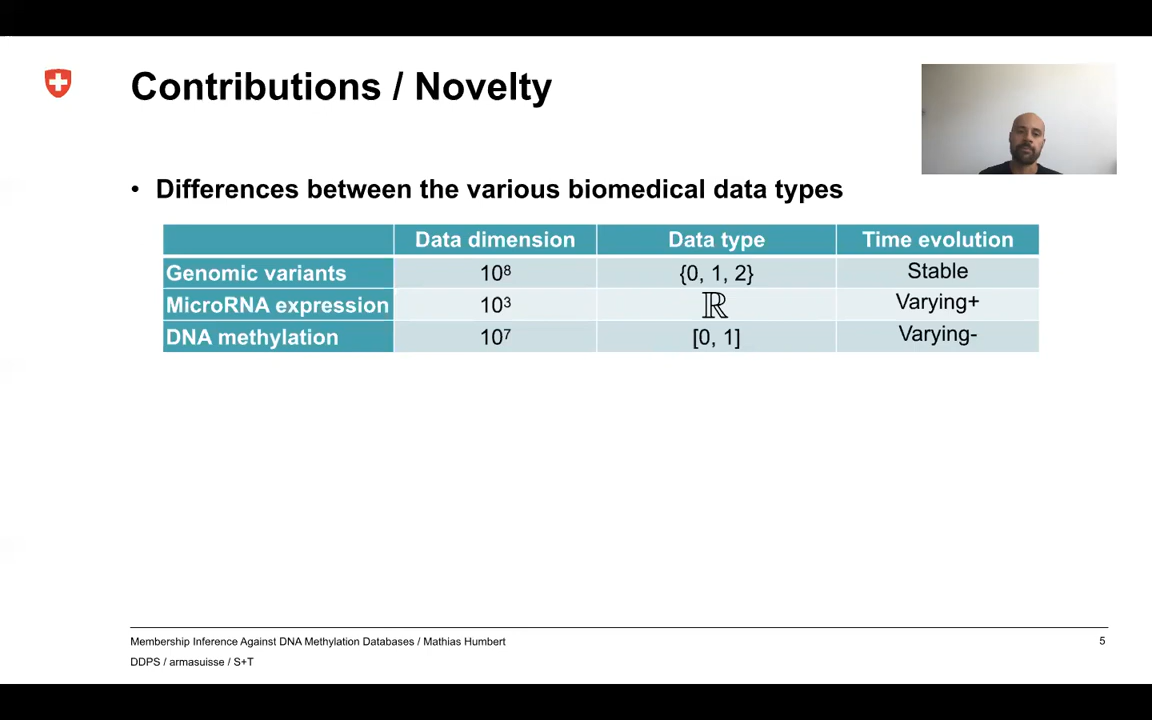 Contributions / Novelty
• Differences between the various biomedical data types
Data dimension Data type Time evolution
Genomic variants 10⁸ {0, 1, 2} Stable
MicroRNA expression 10³ ℝ Varying+
DNA methylation 10⁷ [0, 1] Varying-
Membership Inference Against DNA Methylation Databases / Mathias Humbert 5
DDPS / armasuisse / S+T